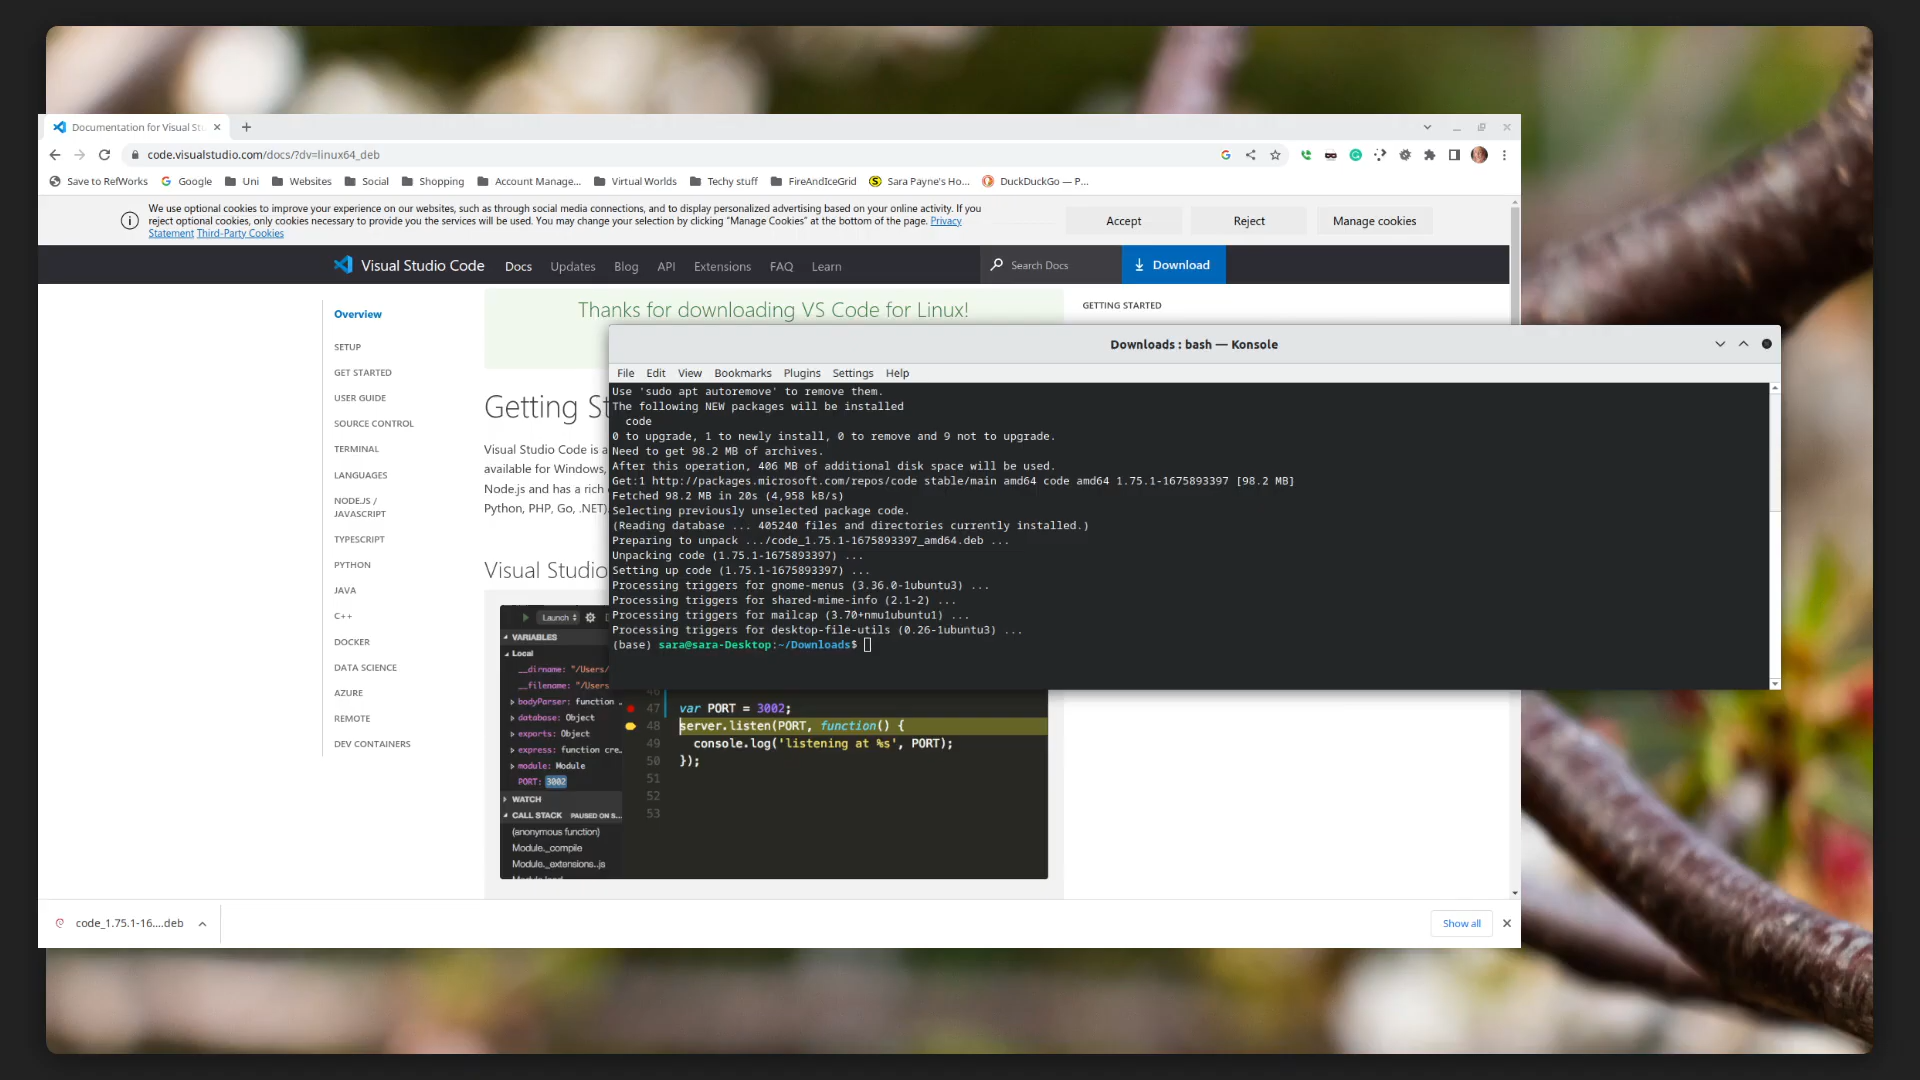 Documentation for Visual Stu
code.visualstudio.com/docs/?dv=linux64_deb
Save to RefWorks Google Uni Websites Social Shopping Account Manage... Virtual Worlds Techy stuff FireAndIceGrid Sara Payne's Ho... DuckDuckGo — P...
We use optional cookies to improve your experience on our websites, such as through social media connections, and to display personalized advertising based on your online activity. If you
reject optional cookies, only cookies necessary to provide you the services will be used. You may change your selection by clicking "Manage Cookies" at the bottom of the page. Privacy
Statement Third-Party Cookies
Accept Reject Manage cookies
Visual Studio Code Docs Updates Blog API Extensions FAQ Learn Search Docs Download
Overview
SETUP
GET STARTED
USER GUIDE
SOURCE CONTROL
TERMINAL
LANGUAGES
NODE.JS /
JAVASCRIPT
TYPESCRIPT
PYTHON
JAVA
C++
DOCKER
DATA SCIENCE
AZURE
REMOTE
DEV CONTAINERS
Thanks for downloading VS Code for Linux!
GETTING STARTED
Getting St
Visual Studio Code is a
available for Windows,
Node.js and has a rich
Python, PHP, Go, .NET).
Visual Studio
Downloads : bash — Konsole
File Edit View Bookmarks Plugins Settings Help
Use 'sudo apt autoremove' to remove them.
The following NEW packages will be installed
code
0 to upgrade, 1 to newly install, 0 to remove and 9 not to upgrade.
Need to get 98.2 MB of archives.
After this operation, 406 MB of additional disk space will be used.
Get:1 http://packages.microsoft.com/repos/code stable/main amd64 code amd64 1.75.1-1675893397 [98.2 MB]
Fetched 98.2 MB in 20s (4,958 kB/s)
Selecting previously unselected package code.
(Reading database ... 405240 files and directories currently installed.)
Preparing to unpack .../code_1.75.1-1675893397_amd64.deb ...
Unpacking code (1.75.1-1675893397) ...
Setting up code (1.75.1-1675893397) ...
Processing triggers for gnome-menus (3.36.0-1ubuntu3) ...
Processing triggers for shared-mime-info (2.1-2) ...
Processing triggers for mailcap (3.70+nmu1ubuntu1) ...
Processing triggers for desktop-file-utils (0.26-1ubuntu3) ...
(base) sara@sara-Desktop:~/Downloads$
Launch
VARIABLES
Local
__dirname: "/Users/
__filename: "/Users
bodyParser: function ..
database: Object
exports: Object
express: function cre..
module: Module
PORT: 3002
WATCH
CALL STACK PAUSED ON S...
(anonymous function)
Module._compile
Module._extensions..js
Module.load
46
47 var PORT = 3002;
48 server.listen(PORT, function() {
49 console.log('listening at %s', PORT);
50 });
51
52
53
code_1.75.1-16....deb
Show all